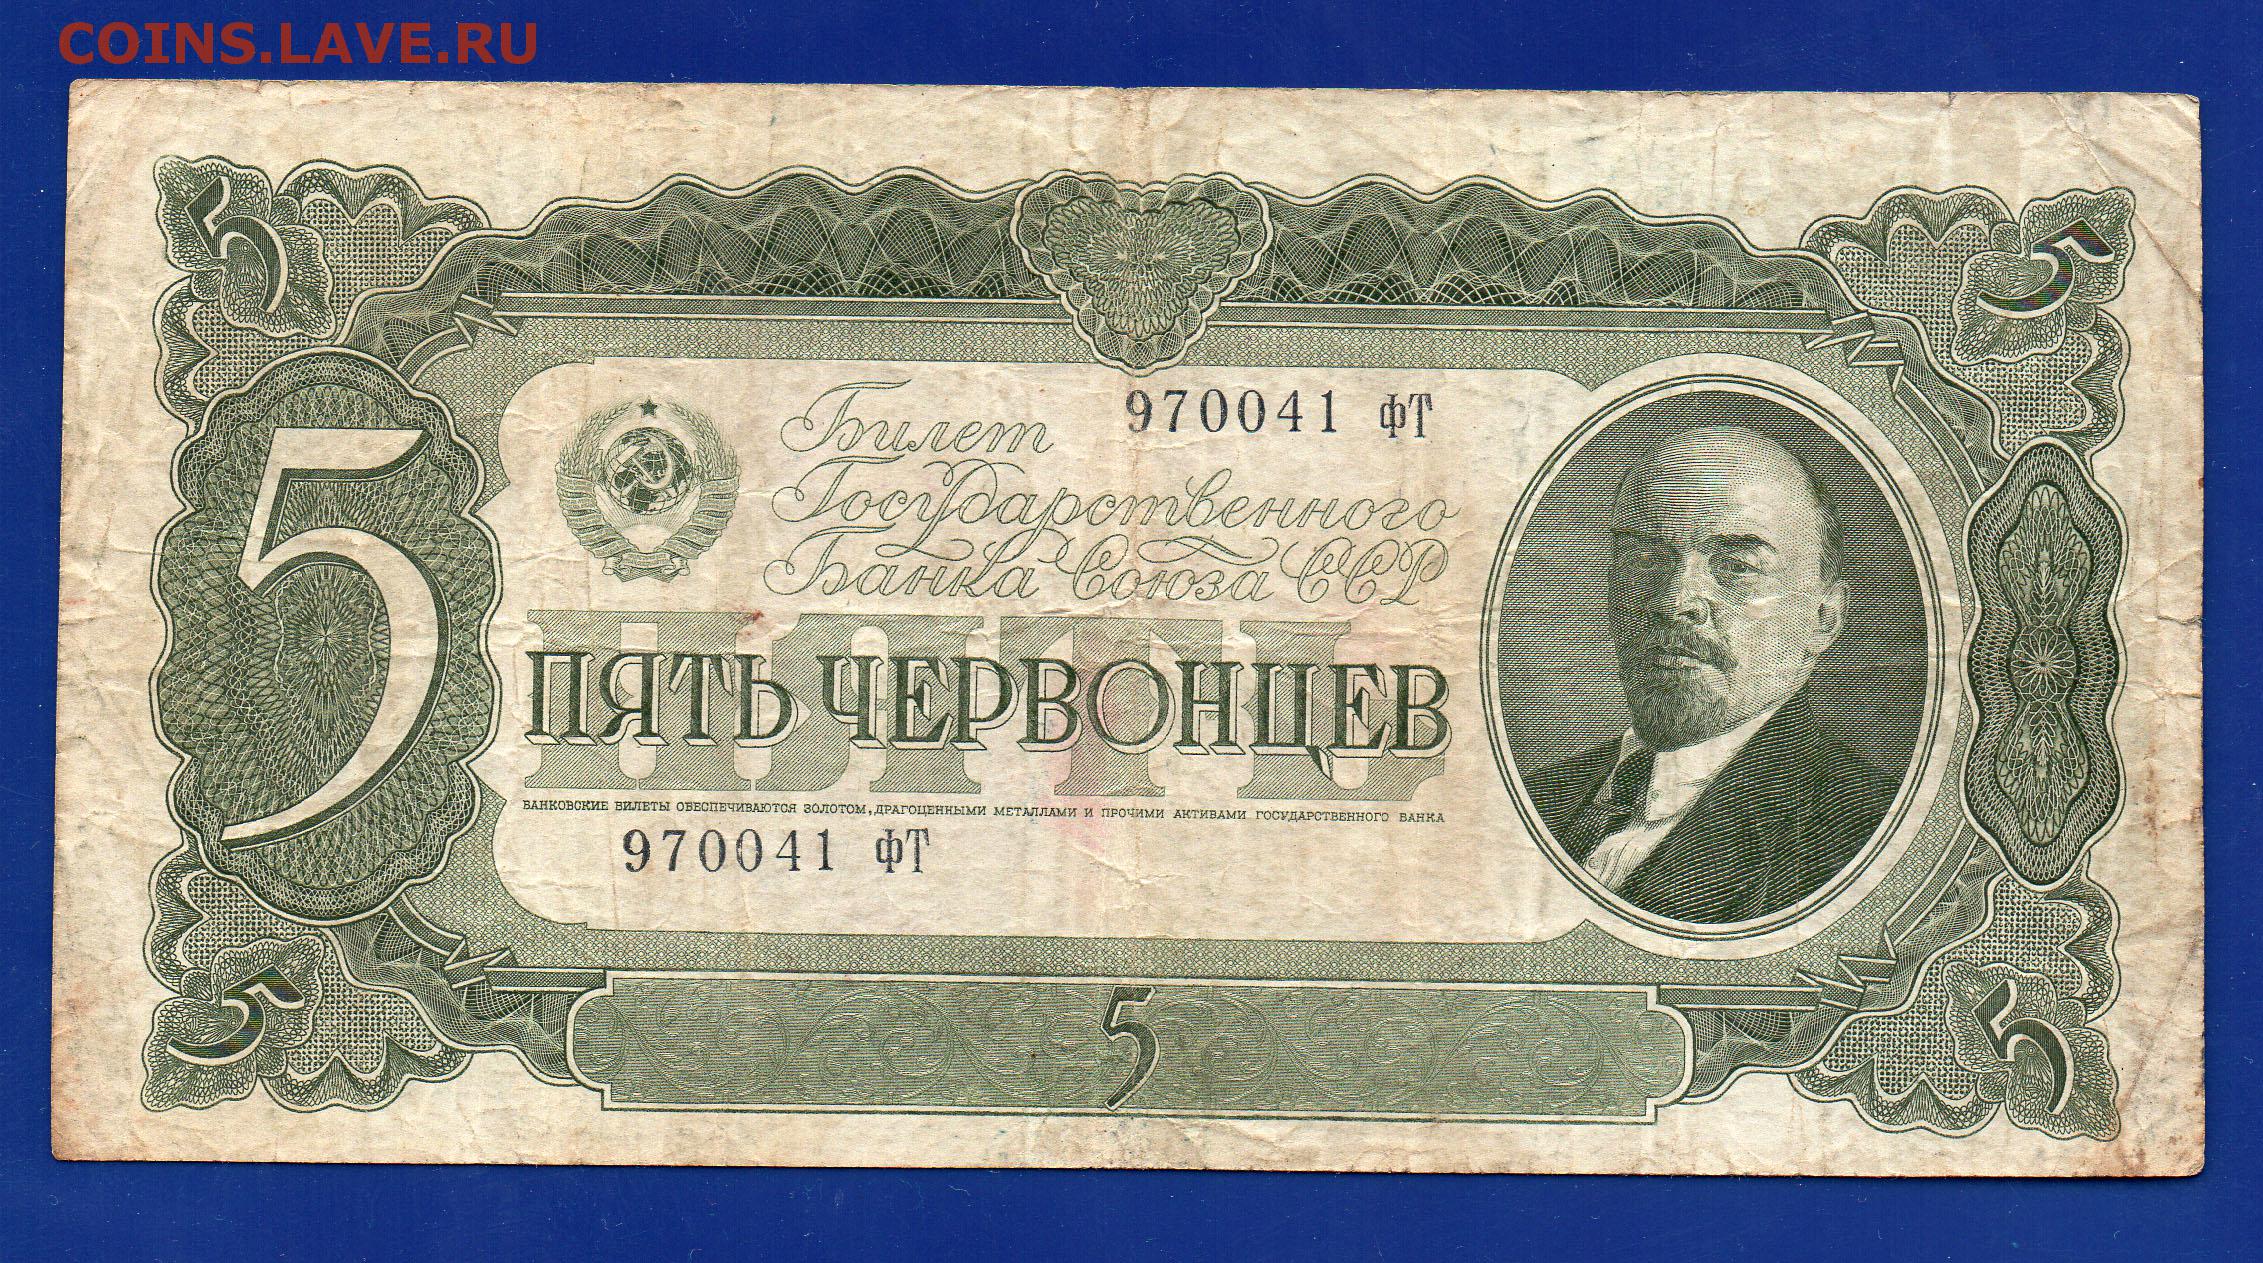 COINS.LAVE.RU
5
5
970041 фТ
Билет
Государственного
Банка Союза ССР
5
ПЯТЬ
ПЯТЬ ЧЕРВОНЦЕВ
БАНКОВСКИЕ БИЛЕТЫ ОБЕСПЕЧИВАЮТСЯ ЗОЛОТОМ, ДРАГОЦЕННЫМИ МЕТАЛЛАМИ И ПРОЧИМИ АКТИВАМИ ГОСУДАРСТВЕННОГО БАНКА
970041 фТ
5
5
5